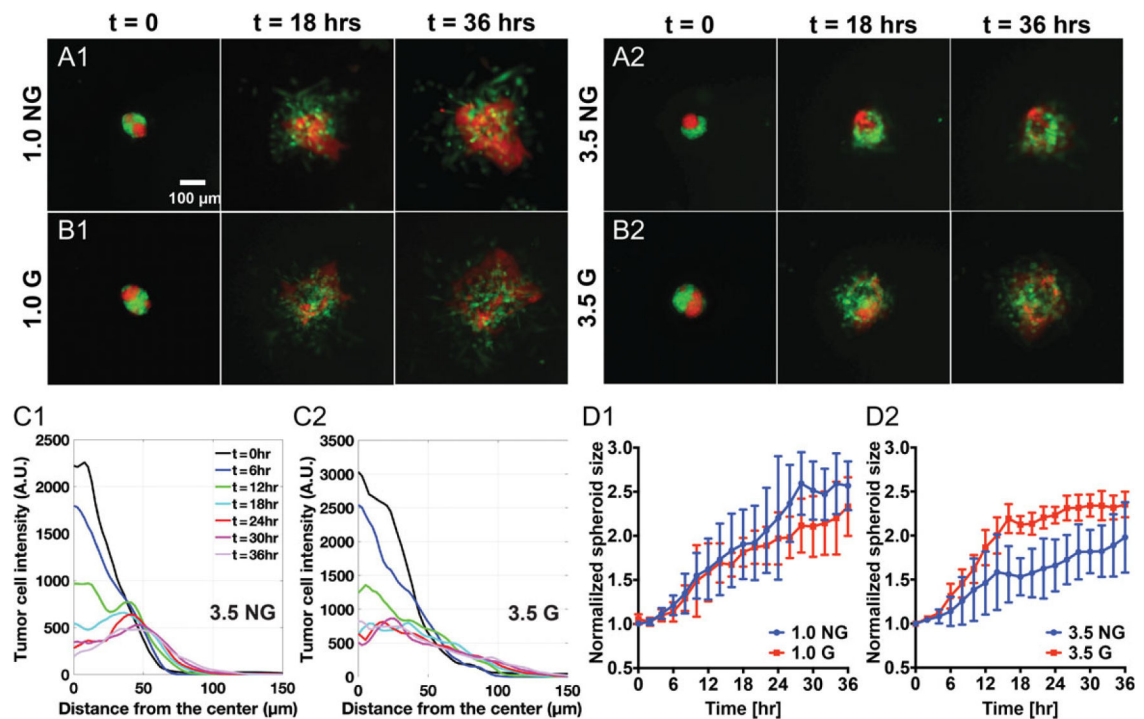 t = 0 t = 18 hrs t = 36 hrs t = 0 t = 18 hrs t = 36 hrs
A1 A2
1.0 NG 3.5 NG
100 µm
B1 B2
1.0 G 3.5 G
C1 C2 D1 D2
Tumor cell intensity (A.U.)
2500
2000
1500
1000
500
0
t = 0hr
t = 6hr
t = 12hr
t = 18hr
t = 24hr
t = 30hr
t = 36hr
3.5 NG
0 50 100 150
Distance from the center (µm)
Tumor cell intensity (A.U.)
3500
3000
2500
2000
1500
1000
500
0
3.5 G
0 50 100 150
Distance from the center (µm)
Normaliilzed spheroid size
3.0
2.5
2.0
1.5
1.0
0.5
1.0 NG
1.0 G
0 6 12 18 24 30 36
Time [hr]
Normaliilzed spheroid size
3.0
2.5
2.0
1.5
1.0
0.5
3.5 NG
3.5 G
0 6 12 18 24 30 36
Time [hr]